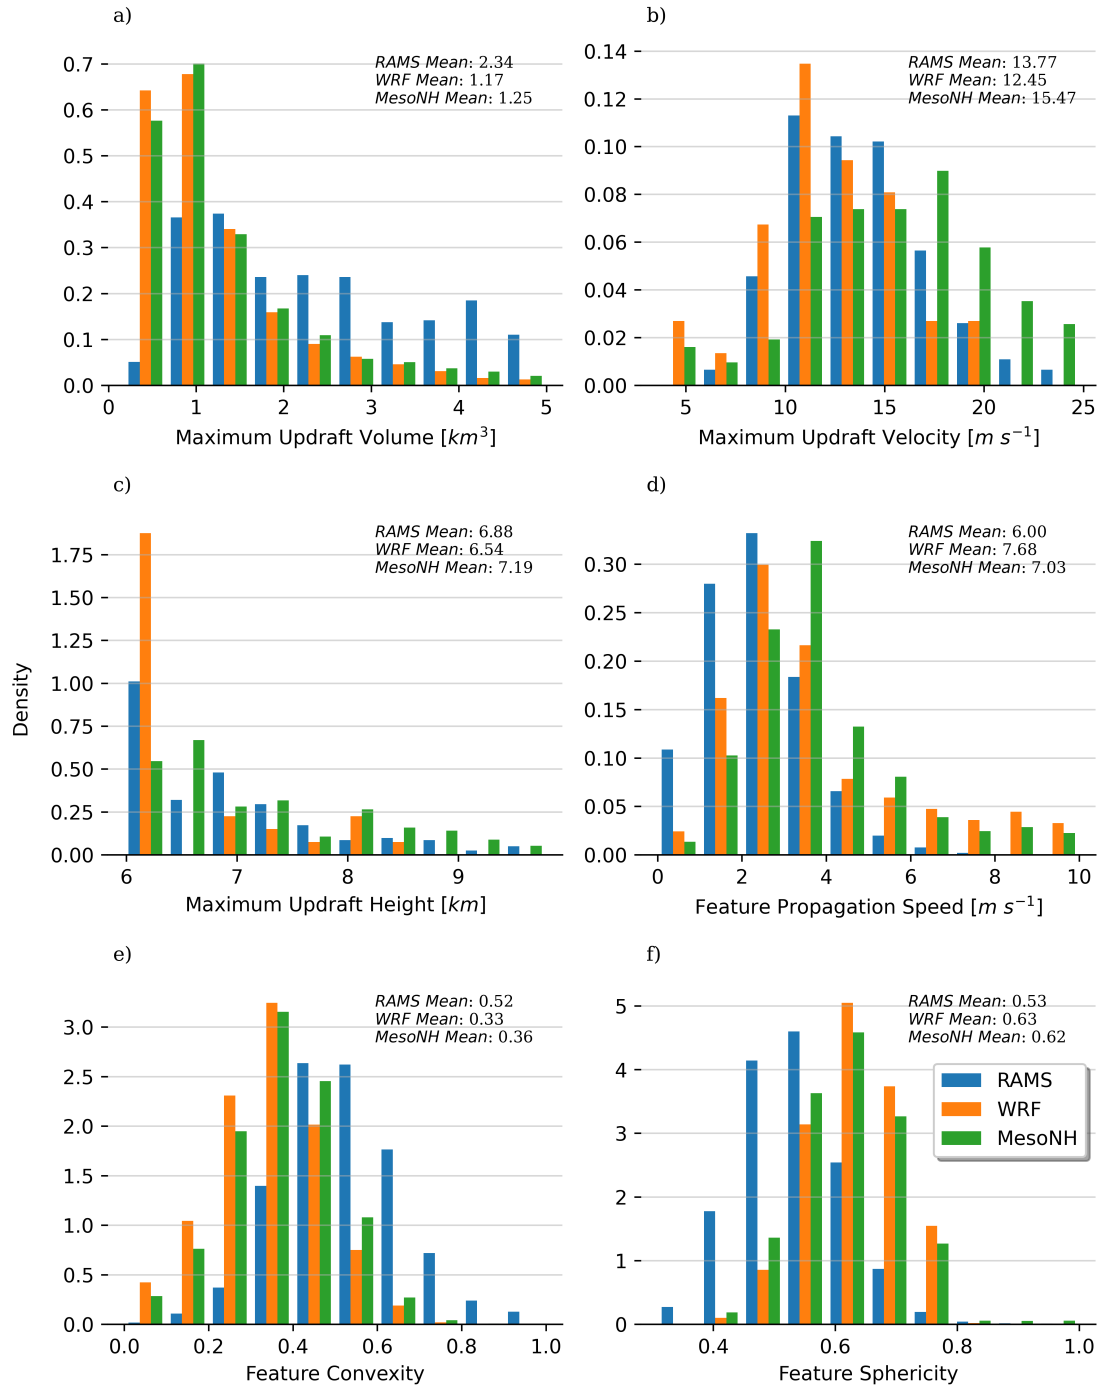 a)
RAMS Mean: 2.34
WRF Mean: 1.17
MesoNH Mean: 1.25
0.7
0.6
0.5
0.4
0.3
0.2
0.1
0.0
0 1 2 3 4 5
Maximum Updraft Volume [km³]
b)
RAMS Mean: 13.77
WRF Mean: 12.45
MesoNH Mean: 15.47
0.14
0.12
0.10
0.08
0.06
0.04
0.02
0.00
5 10 15 20 25
Maximum Updraft Velocity [m s⁻¹]
Density
c)
RAMS Mean: 6.88
WRF Mean: 6.54
MesoNH Mean: 7.19
1.75
1.50
1.25
1.00
0.75
0.50
0.25
0.00
6 7 8 9
Maximum Updraft Height [km]
d)
RAMS Mean: 6.00
WRF Mean: 7.68
MesoNH Mean: 7.03
0.30
0.25
0.20
0.15
0.10
0.05
0.00
0 2 4 6 8 10
Feature Propagation Speed [m s⁻¹]
e)
RAMS Mean: 0.52
WRF Mean: 0.33
MesoNH Mean: 0.36
3.0
2.5
2.0
1.5
1.0
0.5
0.0
0.0 0.2 0.4 0.6 0.8 1.0
Feature Convexity
f)
RAMS Mean: 0.53
WRF Mean: 0.63
MesoNH Mean: 0.62
RAMS
WRF
MesoNH
5
4
3
2
1
0
0.4 0.6 0.8 1.0
Feature Sphericity